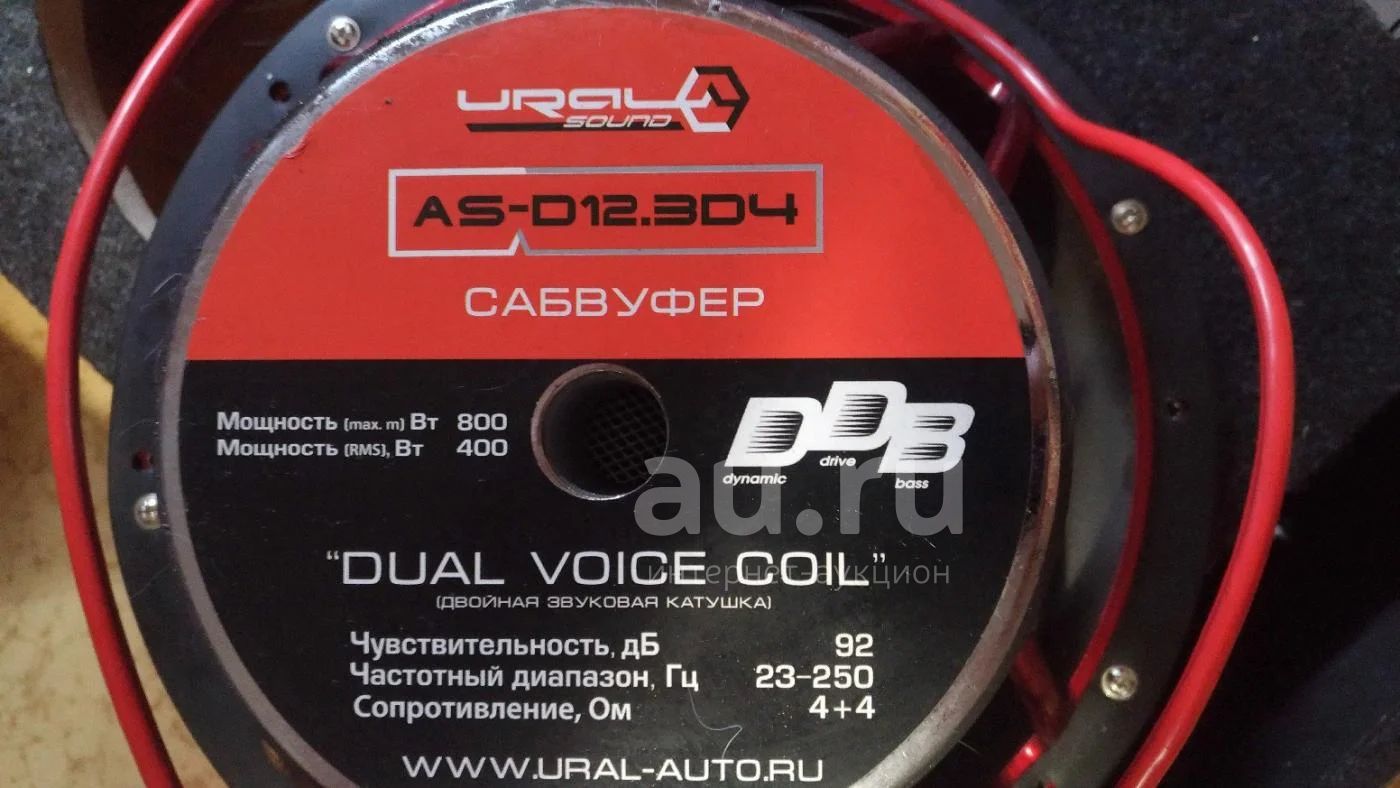 URAL
SOUND
AS-D12.3D4
САБВУФЕР
Мощность (max. m) Вт 800
Мощность (RMS), Вт 400
DDB
dynamic drive bass
au.ru
интернет-аукцион
"DUAL VOICE COIL"
(ДВОЙНАЯ ЗВУКОВАЯ КАТУШКА)
Чувствительность, дБ 92
Частотный диапазон, Гц 23-250
Сопротивление, Ом 4+4
WWW.URAL-AUTO.RU